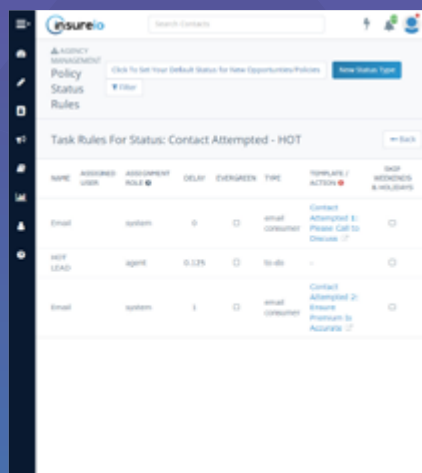 insureio
Search Contacts
AGENCY
MANAGEMENT
Policy
Status
Rules
Click To Set Your Default Status for New Opportunities/Policies
New Status Type
Filter
Task Rules For Status: Contact Attempted - HOT
Back
NAME ASSIGNED USER ASSIGNMENT ROLE DELAY EVERGREEN TYPE TEMPLATE / ACTION SKIP WEEKENDS & HOLIDAYS
Email system 0 email consumer Contact Attempted 1: Please Call to Discuss
HOT LEAD agent 0.125 to-do -
Email system 1 email consumer Contact Attempted 2: Ensure Premium Is Accurate